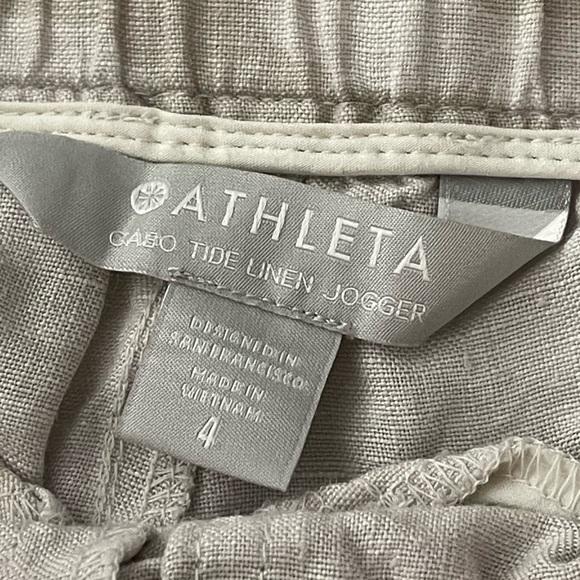 ATHLETA
CABO TIDE LINEN JOGGER
DESIGNED IN
SAN FRANCISCO
MADE IN
VIETNAM
4